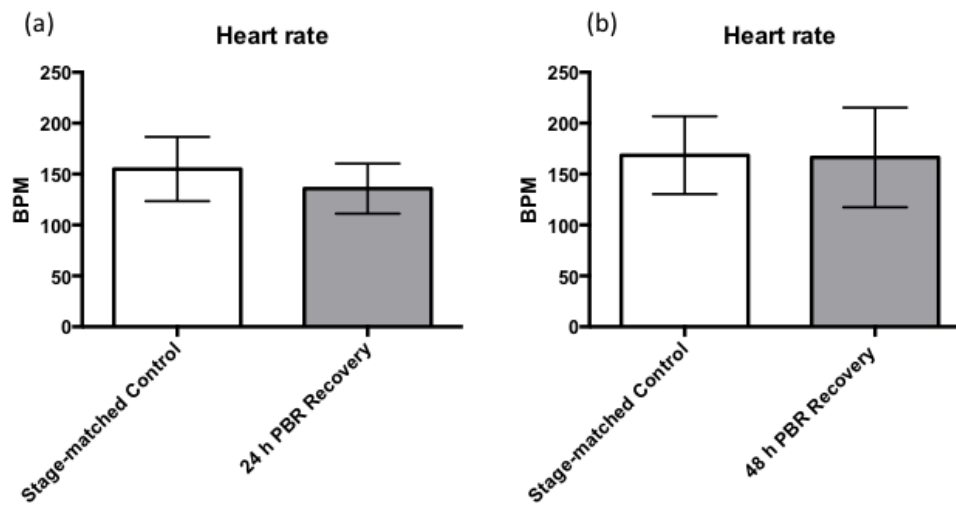 (a)
Heart rate
250
200
150
100
50
0
BPM
Stage-matched Control
24 h PBR Recovery
(b)
Heart rate
250
200
150
100
50
0
BPM
Stage-matched Control
48 h PBR Recovery